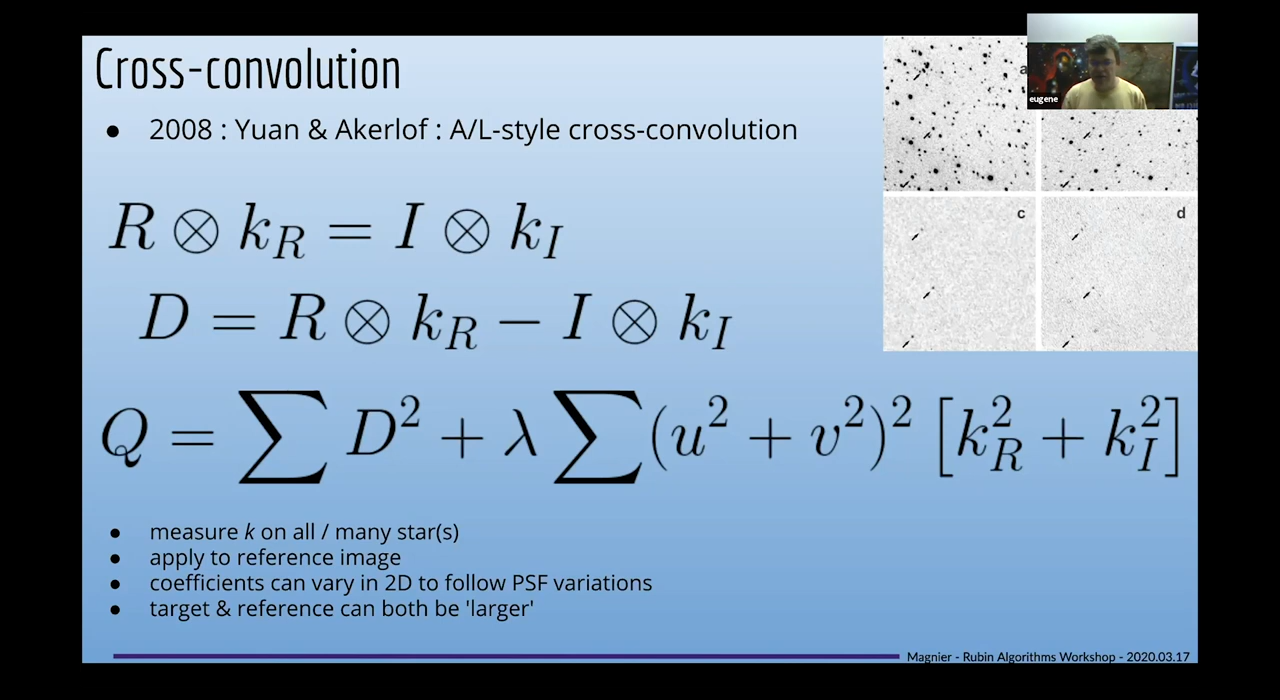 Cross-convolution
a
eugene
● 2008 : Yuan & Akerlof : A/L-style cross-convolution
R ⊗ k_R = I ⊗ k_I
c
d
D = R ⊗ k_R − I ⊗ k_I
Q = ∑ D² + λ ∑ (u² + v²)² [k_R² + k_I²]
● measure k on all / many star(s)
● apply to reference image
● coefficients can vary in 2D to follow PSF variations
● target & reference can both be 'larger'
Magnier - Rubin Algorithms Workshop - 2020.03.17